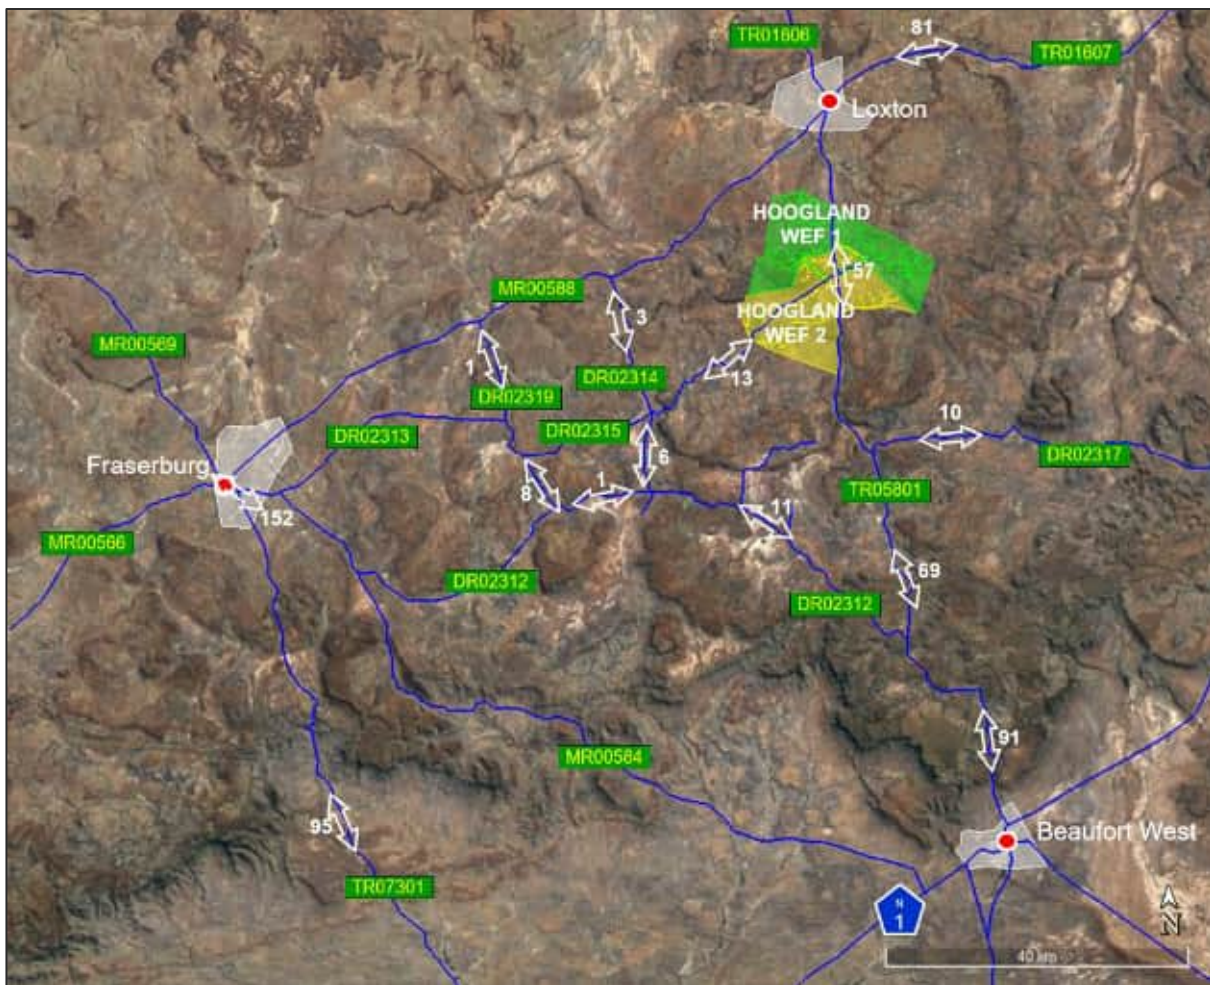 TR01606
81
TR01607
Loxton
HOOGLAND
WEF 1
57
MR00588
HOOGLAND
WEF 2
3
MR00569
1
13
DR02314
DR02319
10
DR02313
DR02315
DR02317
Fraserburg
6
8
1
TR05801
11
152
MR00566
69
DR02312
DR02312
91
MR00584
95
Beaufort West
TR07301
N
1
N
40 km